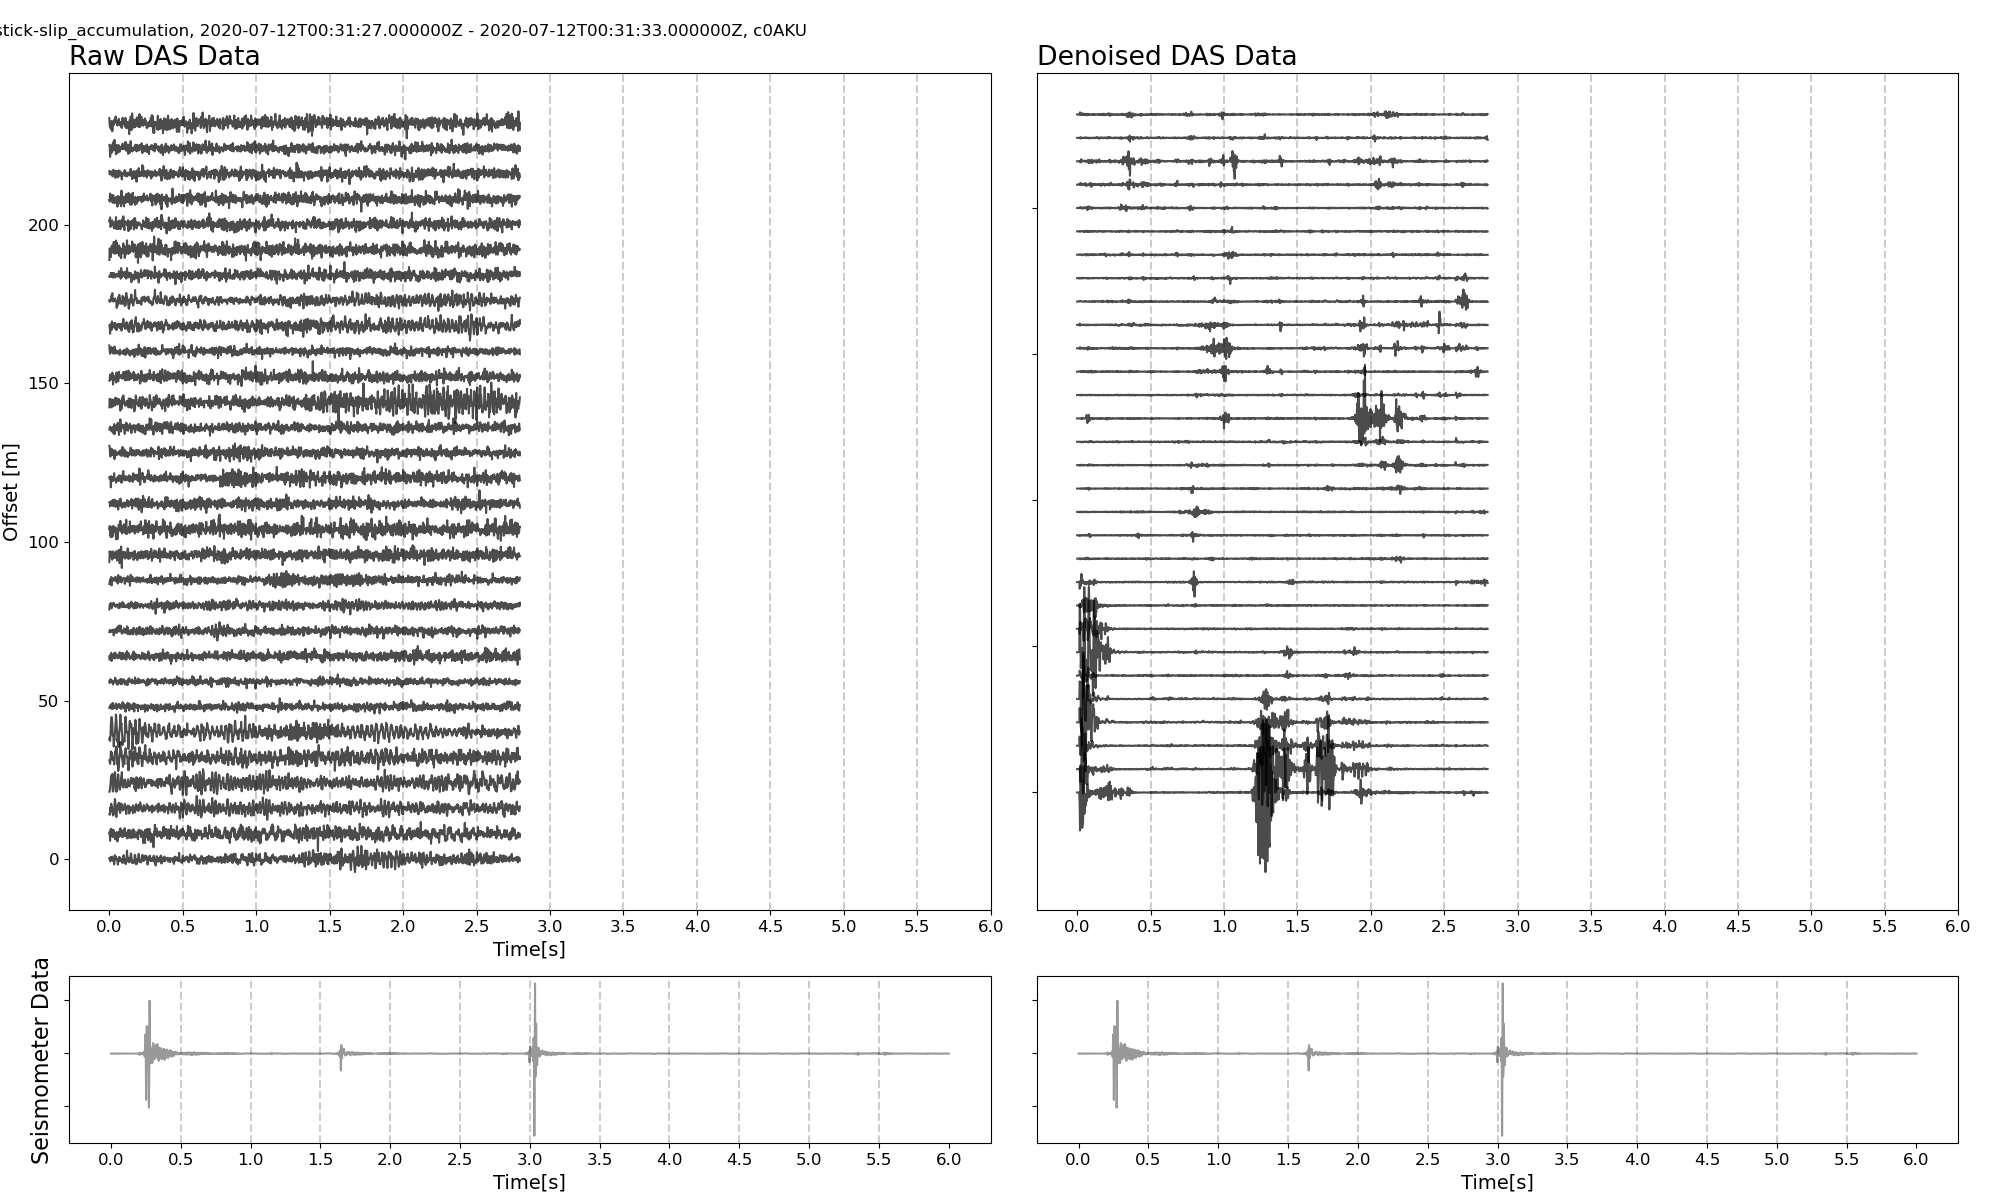 stick-slip_accumulation, 2020-07-12T00:31:27.000000Z - 2020-07-12T00:31:33.000000Z, c0AKU
Raw DAS Data
Denoised DAS Data
Offset [m]
200
150
100
50
0
0.0 0.5 1.0 1.5 2.0 2.5 3.0 3.5 4.0 4.5 5.0 5.5 6.0
Time[s]
0.0 0.5 1.0 1.5 2.0 2.5 3.0 3.5 4.0 4.5 5.0 5.5 6.0
Seismometer Data
0.0 0.5 1.0 1.5 2.0 2.5 3.0 3.5 4.0 4.5 5.0 5.5 6.0
Time[s]
0.0 0.5 1.0 1.5 2.0 2.5 3.0 3.5 4.0 4.5 5.0 5.5 6.0
Time[s]